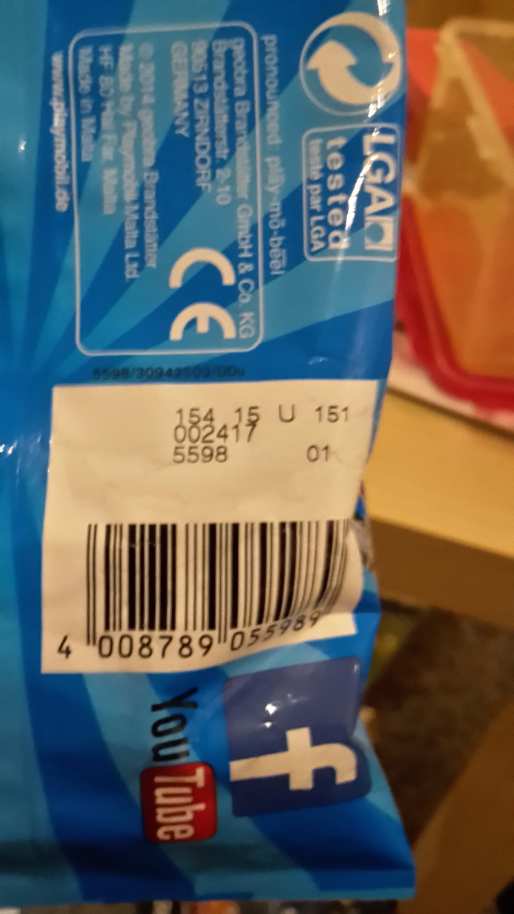 LGA
tested
testé par LGA
pronounced: plāy-mō-bēēl
geobra Brandstätter GmbH & Co. KG
Brandstätterstr. 2-10
90513 ZIRNDORF
GERMANY
© 2014 geobra Brandstätter
Made by Playmobil Malta Ltd.
HF 80 Hal Far, Malta
Made in Malta
www.playmobil.de
CE
154 15 U 151
002417
5598 01
4 008789 055989
f
YouTube